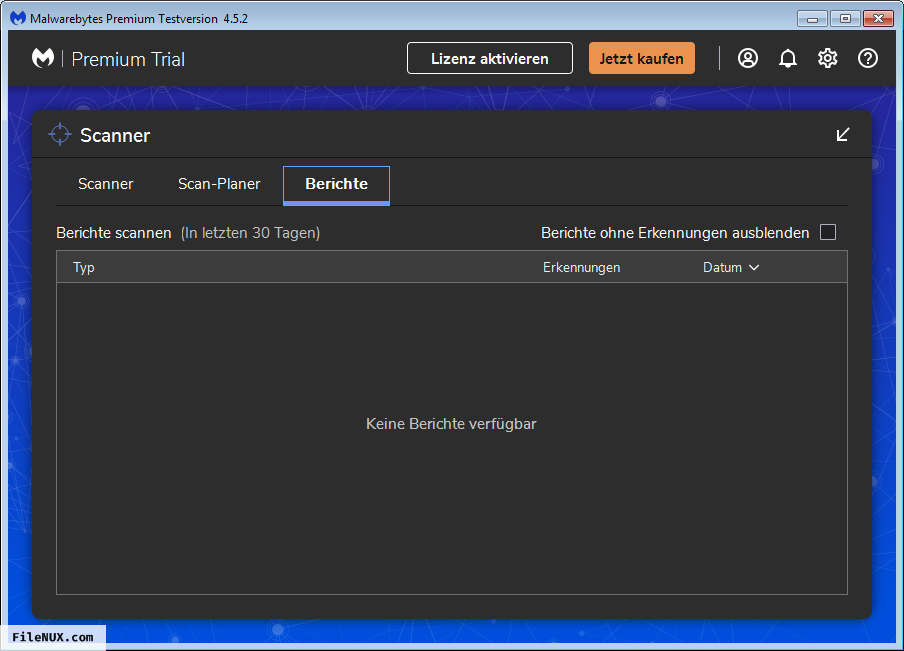 Malwarebytes Premium Testversion 4.5.2
Premium Trial
Lizenz aktivieren
Jetzt kaufen
Scanner
Scanner
Scan-Planer
Berichte
Berichte scannen (In letzten 30 Tagen)
Berichte ohne Erkennungen ausblenden
Typ
Erkennungen
Datum
Keine Berichte verfügbar
FileNUX.com